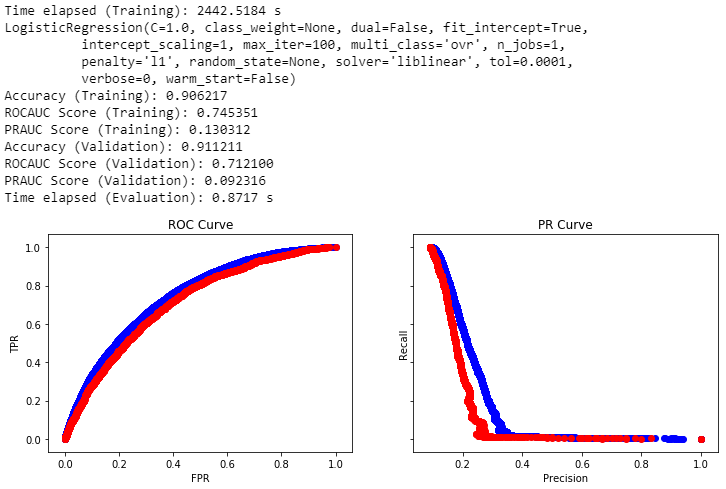 Time elapsed (Training): 2442.5184 s
LogisticRegression(C=1.0, class_weight=None, dual=False, fit_intercept=True,
          intercept_scaling=1, max_iter=100, multi_class='ovr', n_jobs=1,
          penalty='l1', random_state=None, solver='liblinear', tol=0.0001,
          verbose=0, warm_start=False)
Accuracy (Training): 0.906217
ROCAUC Score (Training): 0.745351
PRAUC Score (Training): 0.130312
Accuracy (Validation): 0.911211
ROCAUC Score (Validation): 0.712100
PRAUC Score (Validation): 0.092316
Time elapsed (Evaluation): 0.8717 s
ROC Curve
1.0
0.8
0.6
0.4
0.2
0.0
TPR
0.0 0.2 0.4 0.6 0.8 1.0
FPR
PR Curve
Recall
0.2 0.4 0.6 0.8 1.0
Precision